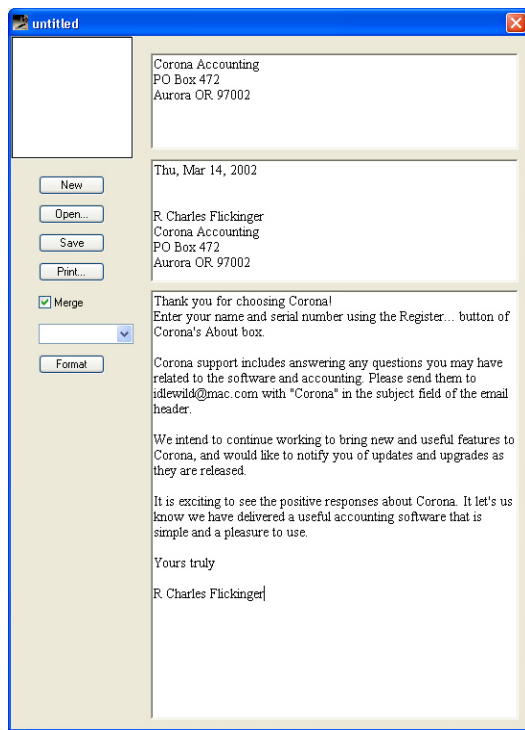 untitled
Corona Accounting
PO Box 472
Aurora OR 97002
Thu, Mar 14, 2002
R Charles Flickinger
Corona Accounting
PO Box 472
Aurora OR 97002
New
Open...
Save
Print...
Merge
Format
Thank you for choosing Corona!
Enter your name and serial number using the Register... button of
Corona's About box.
Corona support includes answering any questions you may have
related to the software and accounting. Please send them to
idlewild@mac.com with "Corona" in the subject field of the email
header.
We intend to continue working to bring new and useful features to
Corona, and would like to notify you of updates and upgrades as
they are released.
It is exciting to see the positive responses about Corona. It let's us
know we have delivered a useful accounting software that is
simple and a pleasure to use.
Yours truly
R Charles Flickinger